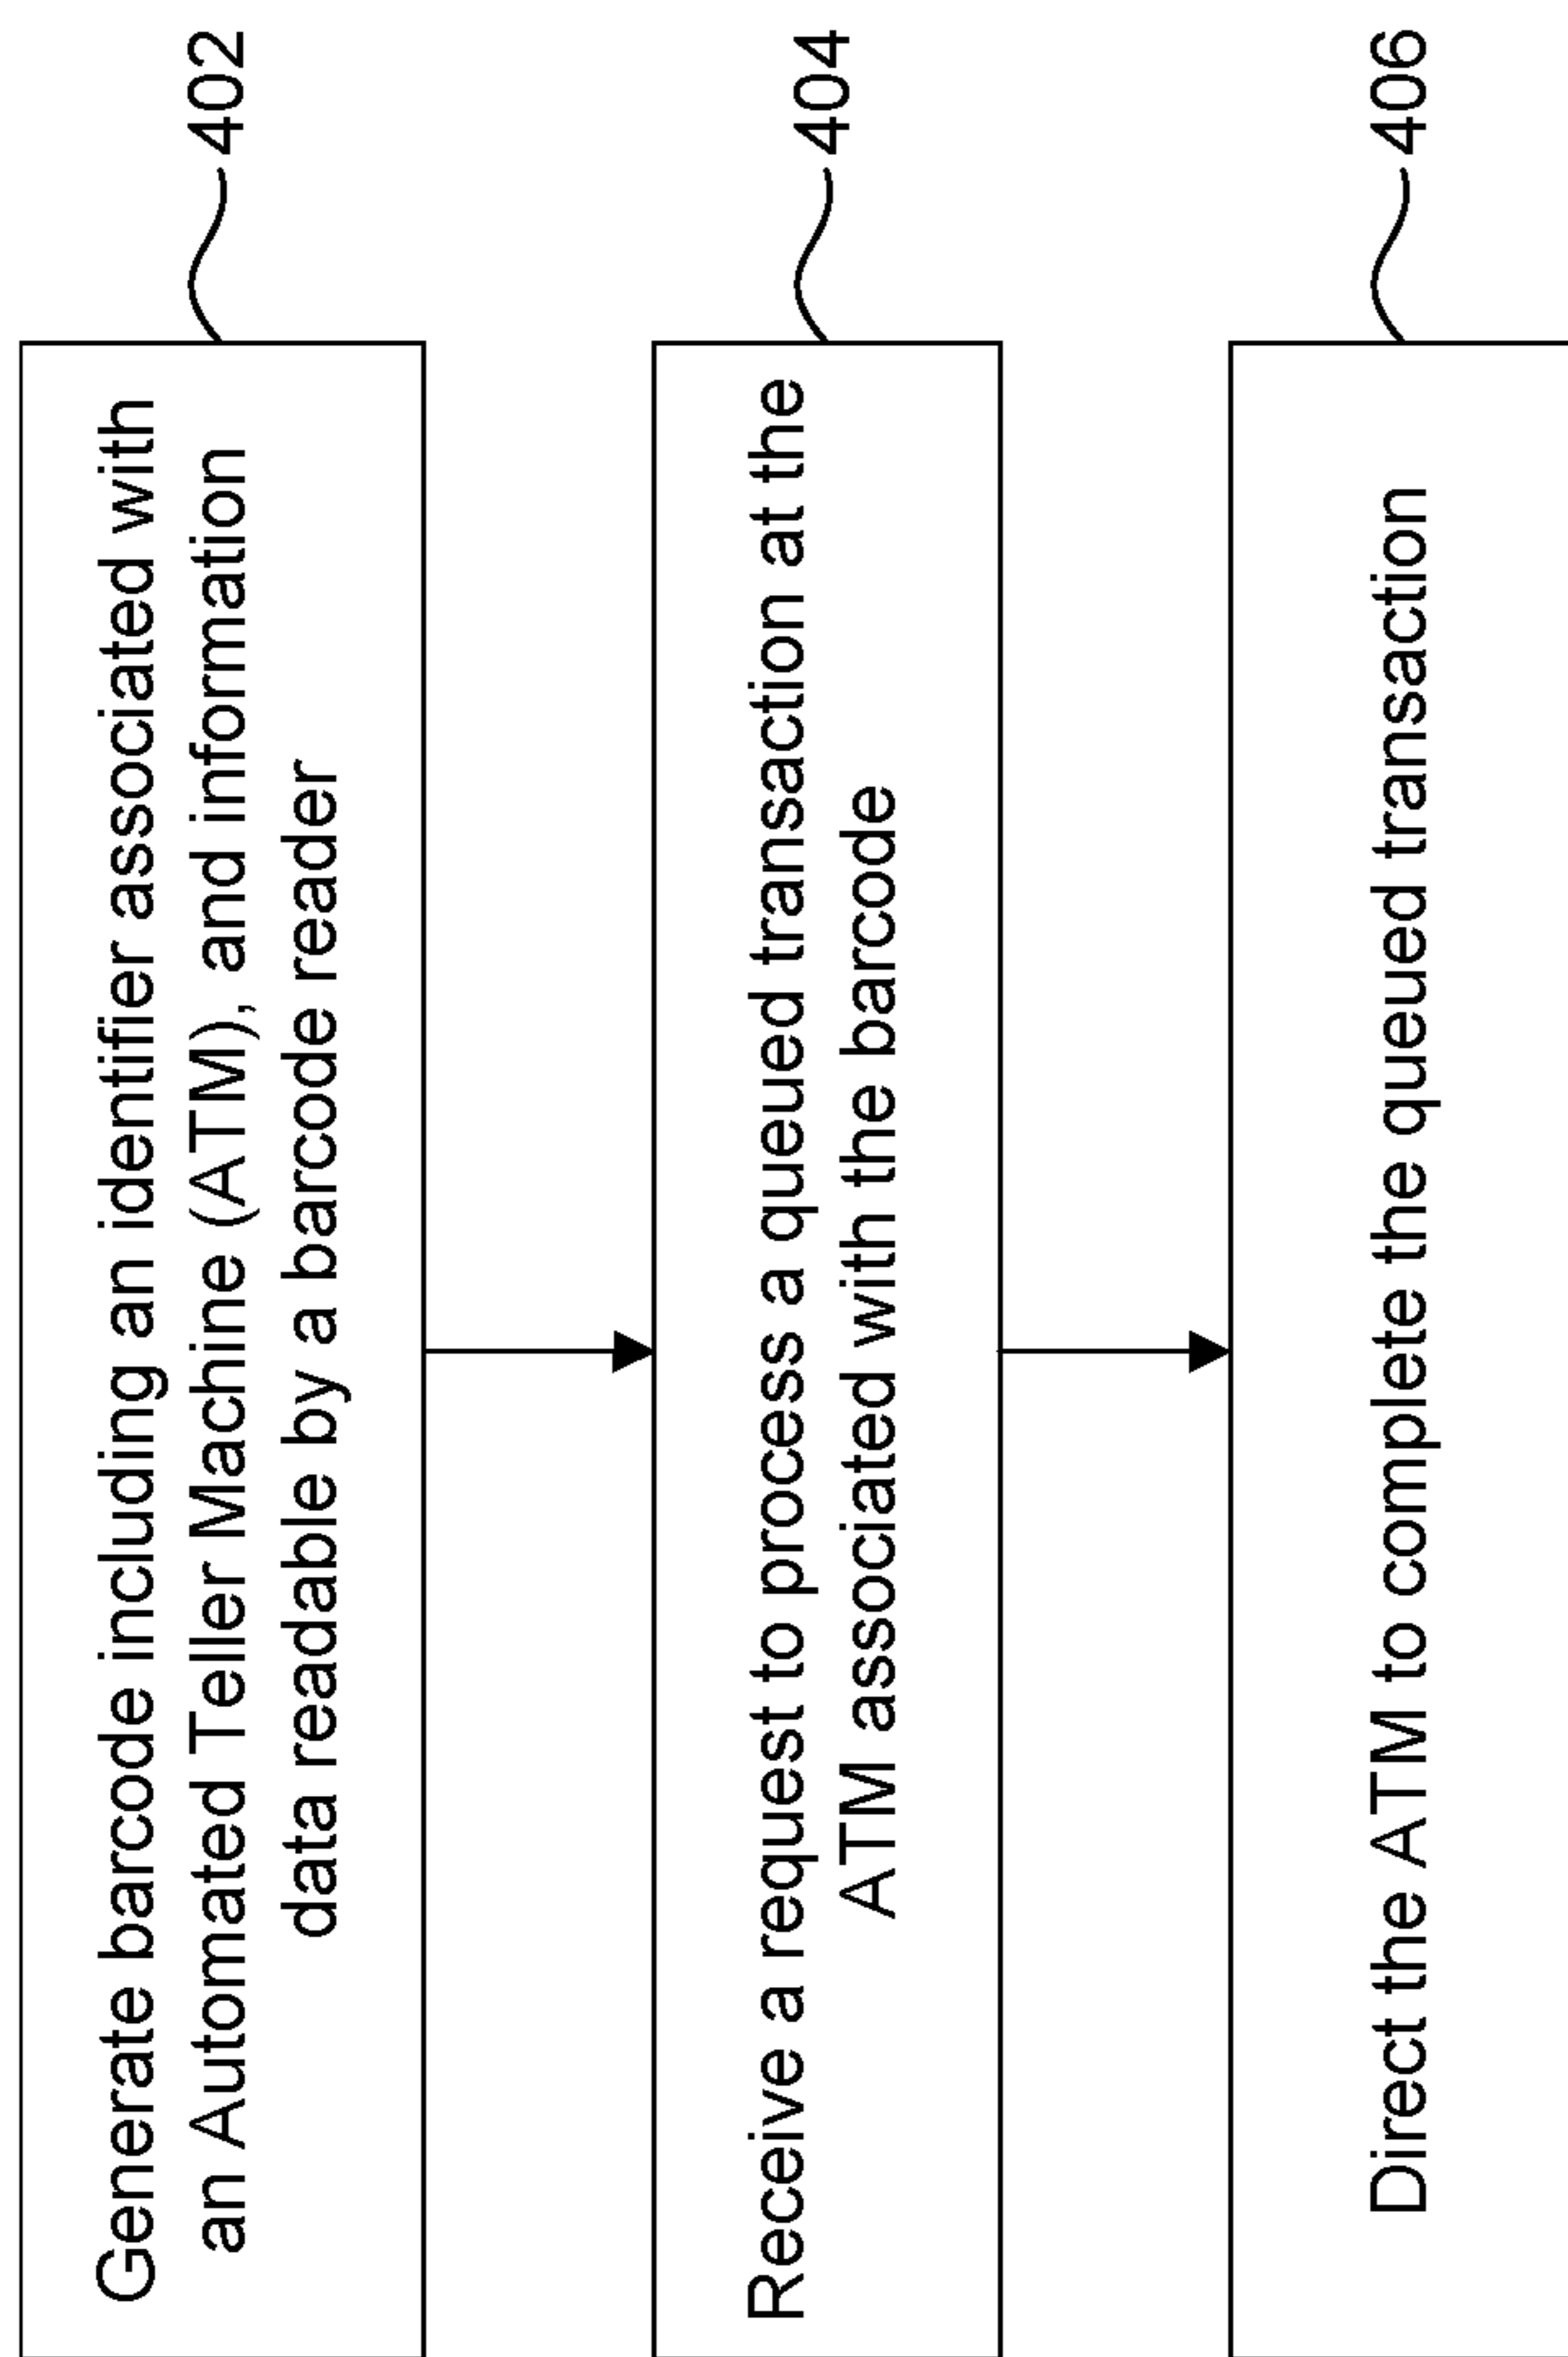 Generate barcode including an identifier associated with
an Automated Teller Machine (ATM), and information
data readable by a barcode reader
402
Receive a request to process a queued transaction at the
ATM associated with the barcode
404
Direct the ATM to complete the queued transaction
406